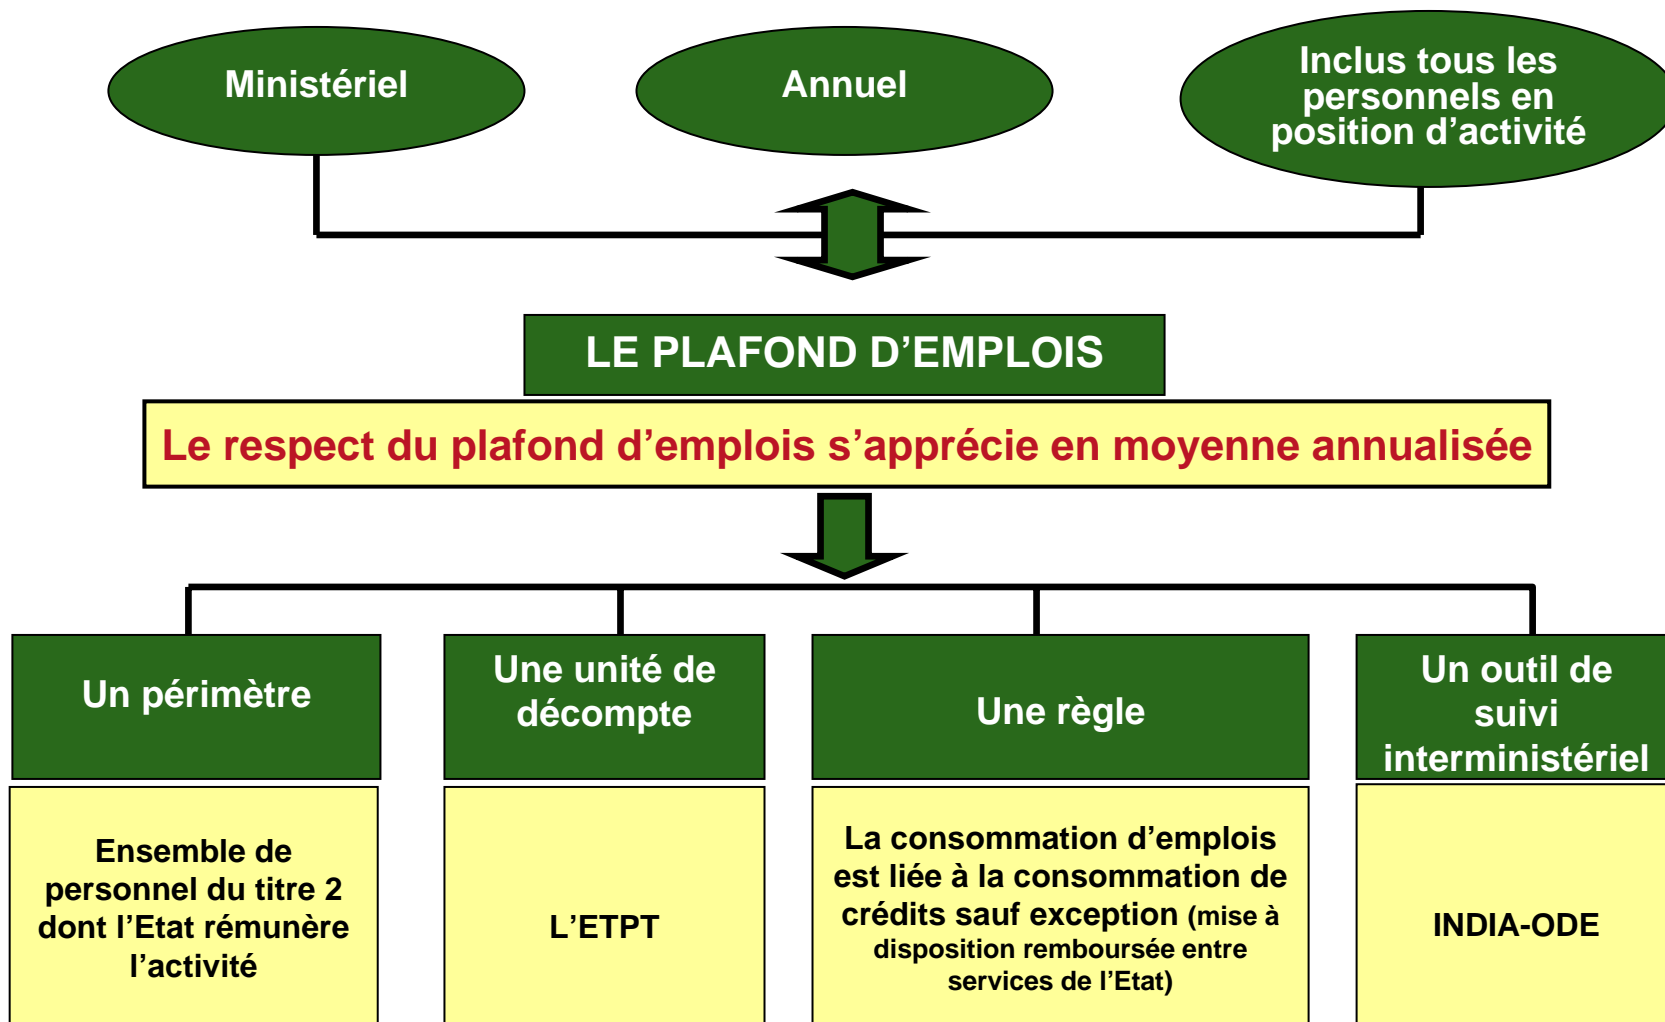 Ministériel
Annuel
Inclus tous les
personnels en
position d’activité
LE PLAFOND D’EMPLOIS
Le respect du plafond d’emplois s’apprécie en moyenne annualisée
Un périmètre
Une unité de
décompte
Une règle
Un outil de
suivi
interministériel
Ensemble de
personnel du titre 2
dont l’Etat rémunère
l’activité
L’ETPT
La consommation d’emplois
est liée à la consommation de
crédits sauf exception (mise à
disposition remboursée entre
services de l’Etat)
INDIA-ODE